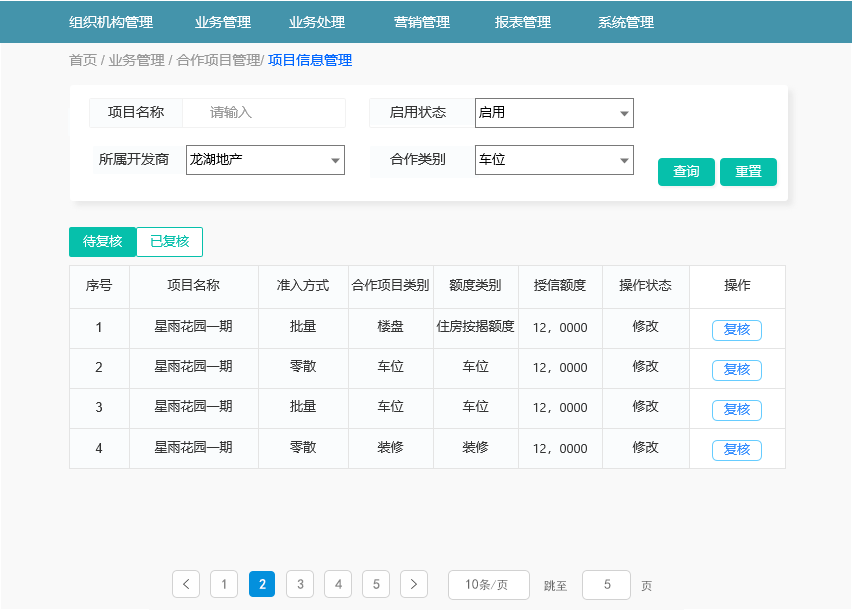 组织机构管理 业务管理 业务处理 营销管理 报表管理 系统管理
首页 / 业务管理 / 合作项目管理/ 项目信息管理
项目名称 请输入 启用状态 启用
所属开发商 龙湖地产 合作类别 车位
查询 重置
待复核 已复核
序号 项目名称 准入方式 合作项目类别 额度类别 授信额度 操作状态 操作
1 星雨花园一期 批量 楼盘 住房按揭额度 12，0000 修改 复核
2 星雨花园一期 零散 车位 车位 12，0000 修改 复核
3 星雨花园一期 批量 车位 车位 12，0000 修改 复核
4 星雨花园一期 零散 装修 装修 12，0000 修改 复核
< 1 2 3 4 5 > 10条/页 跳至 5 页